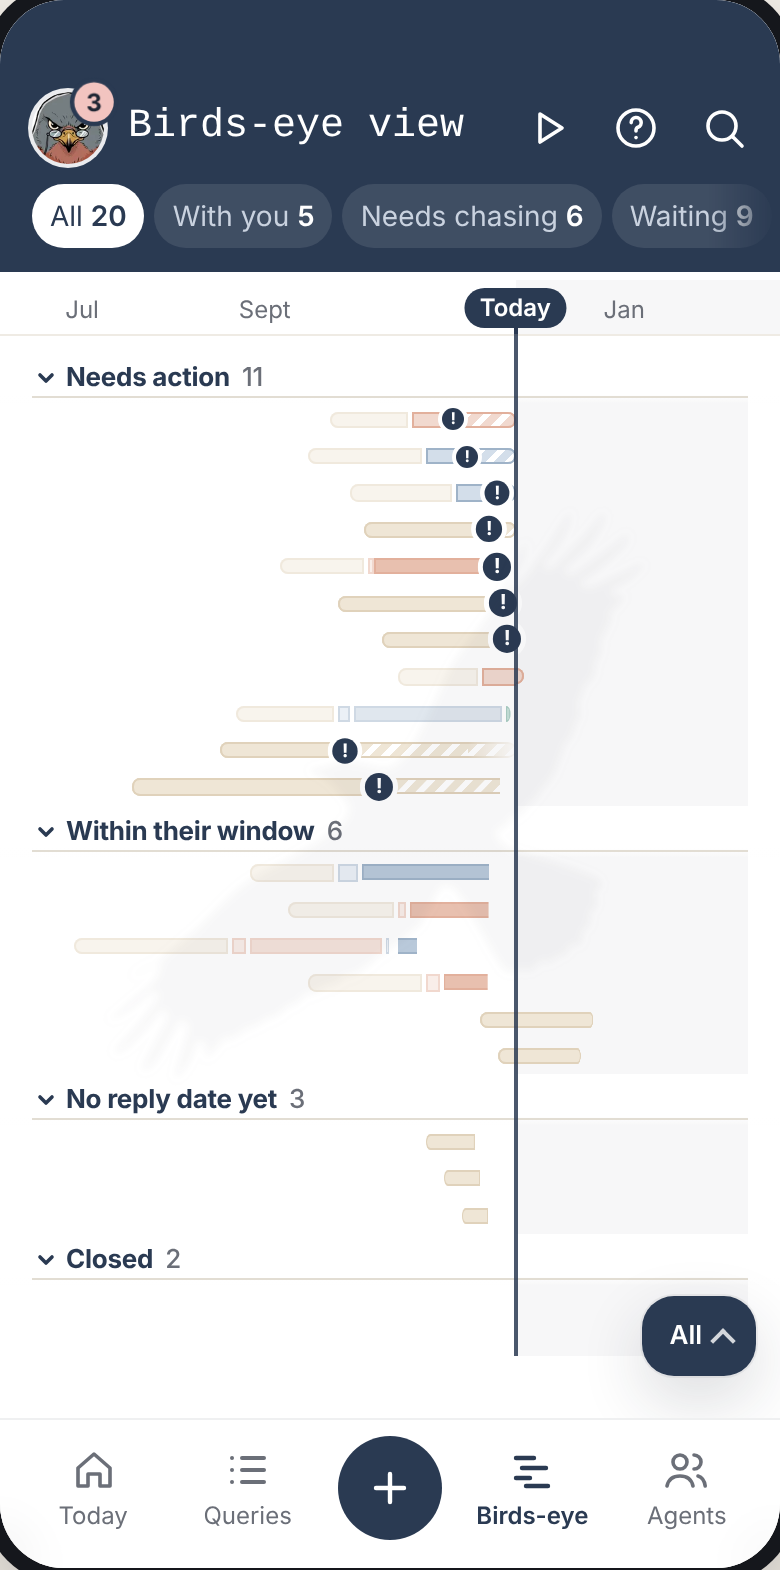 3
Birds-eye view
All 20 With you 5 Needs chasing 6 Waiting 9
Jul Sept Today Jan
Needs action 11
!
!
!
!
!
!
!
!
!
Within their window 6
No reply date yet 3
Closed 2
All
Today Queries Birds-eye Agents